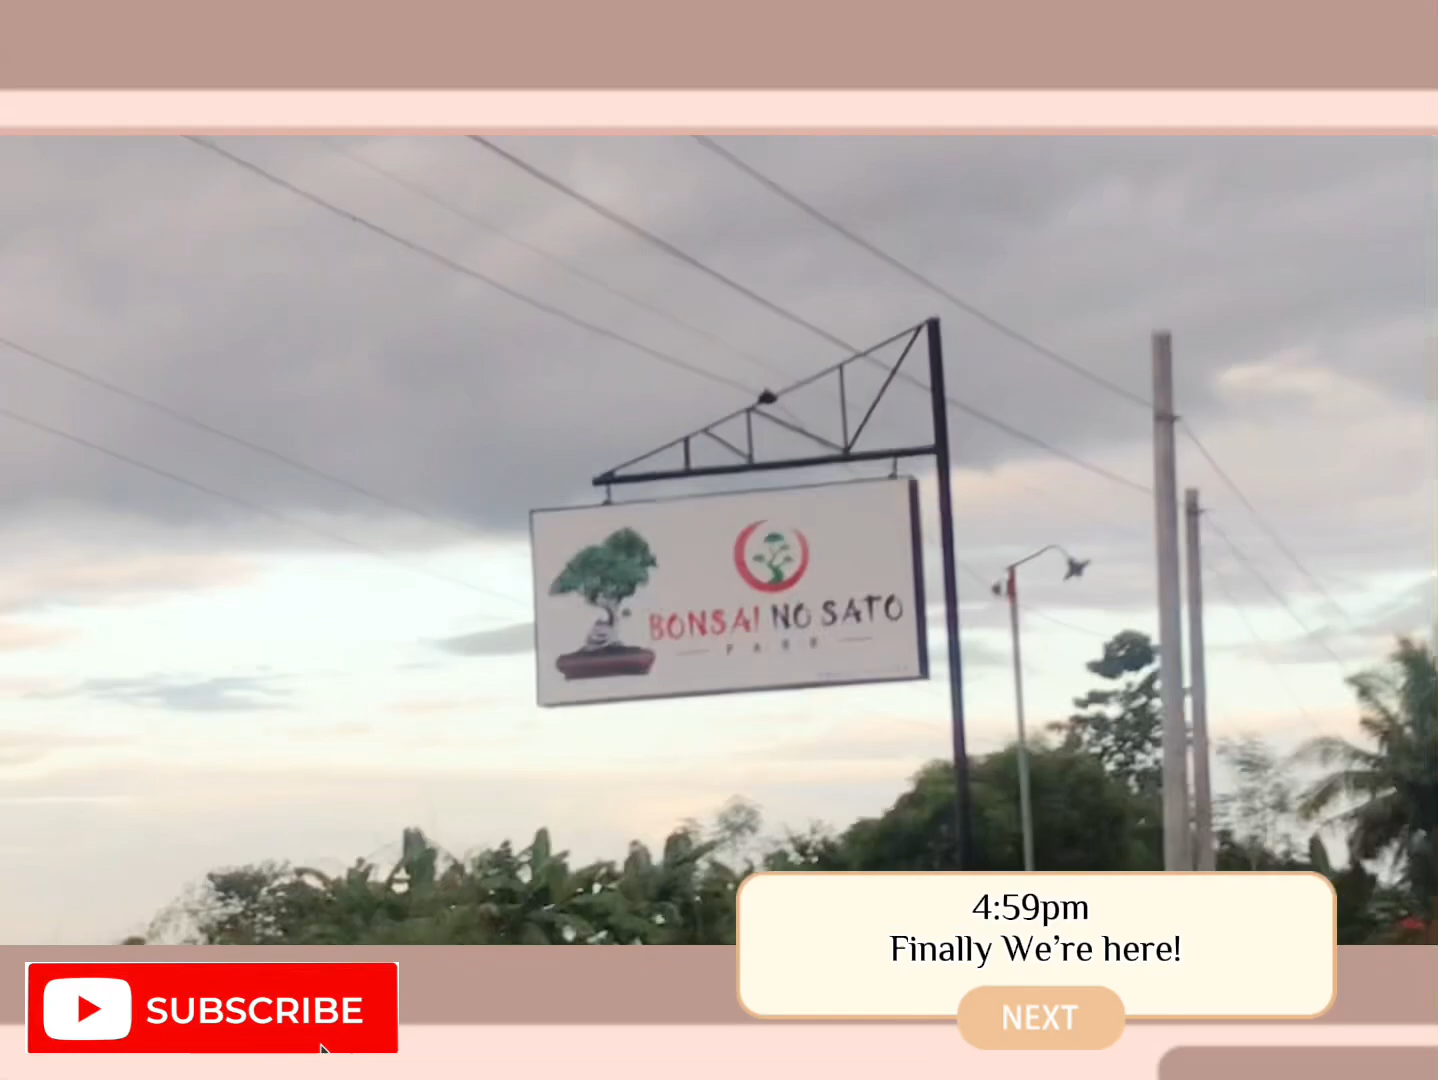 BONSAI NO SATO
PARK
4:59pm
Finally We're here!
SUBSCRIBE
NEXT